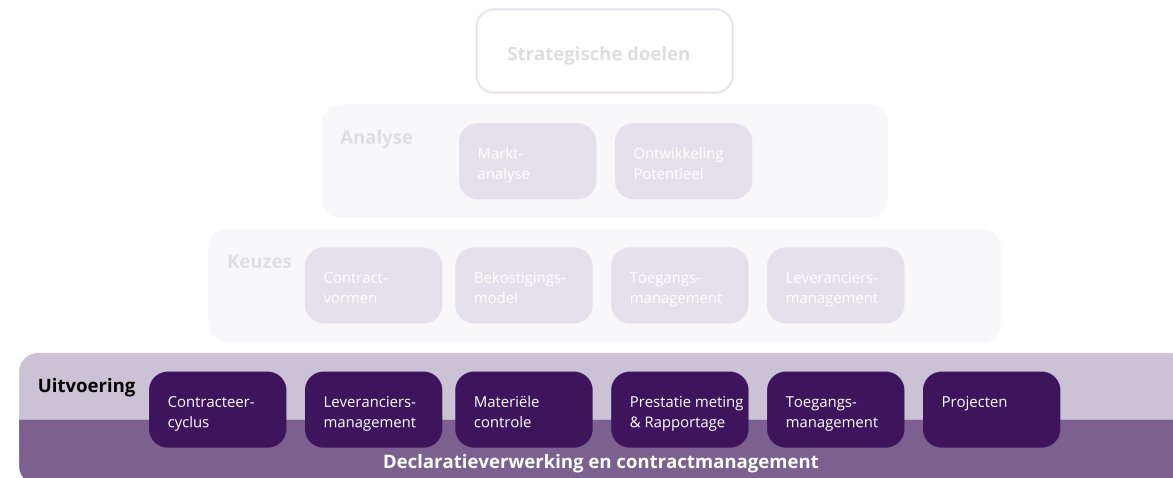 Strategische doelen
Analyse
Markt-
analyse
Ontwikkeling
Potentieel
Keuzes
Contract-
vormen
Bekostigings-
model
Toegangs-
management
Leveranciers-
management
Uitvoering
Contracteer-
cyclus
Leveranciers-
management
Materiële
controle
Prestatie meting
& Rapportage
Toegangs-
management
Projecten
Declaratieverwerking en contractmanagement